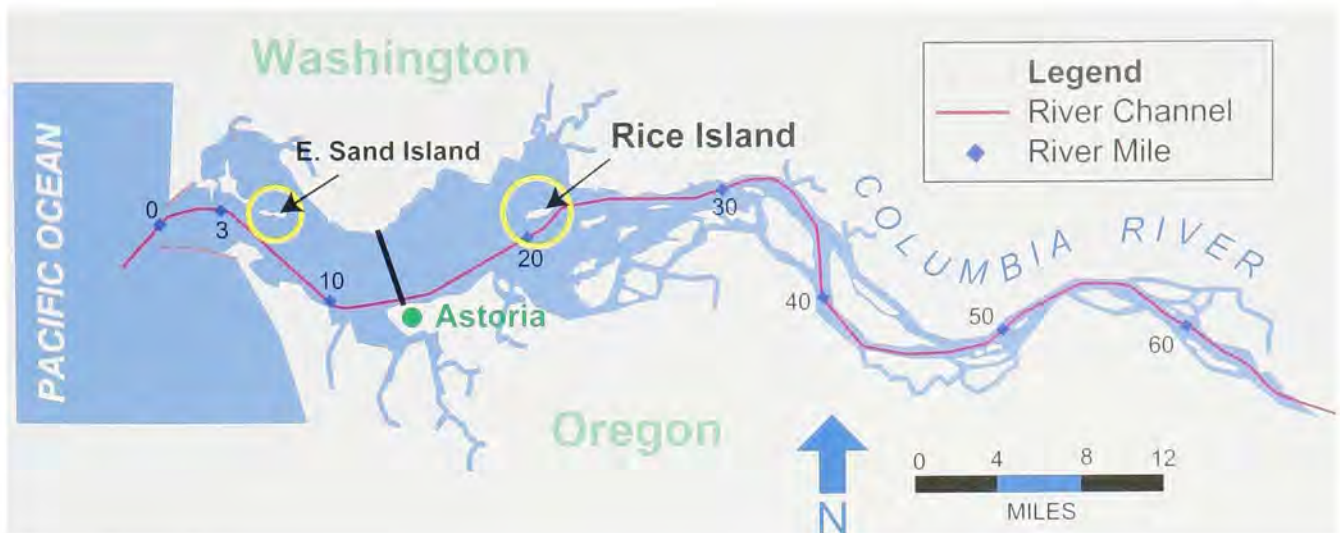 Washington
Legend
River Channel
River Mile
E. Sand Island
Rice Island
PACIFIC OCEAN
0
3
10
20
30
40
50
60
COLUMBIA RIVER
Astoria
Oregon
N
0 4 8 12
MILES